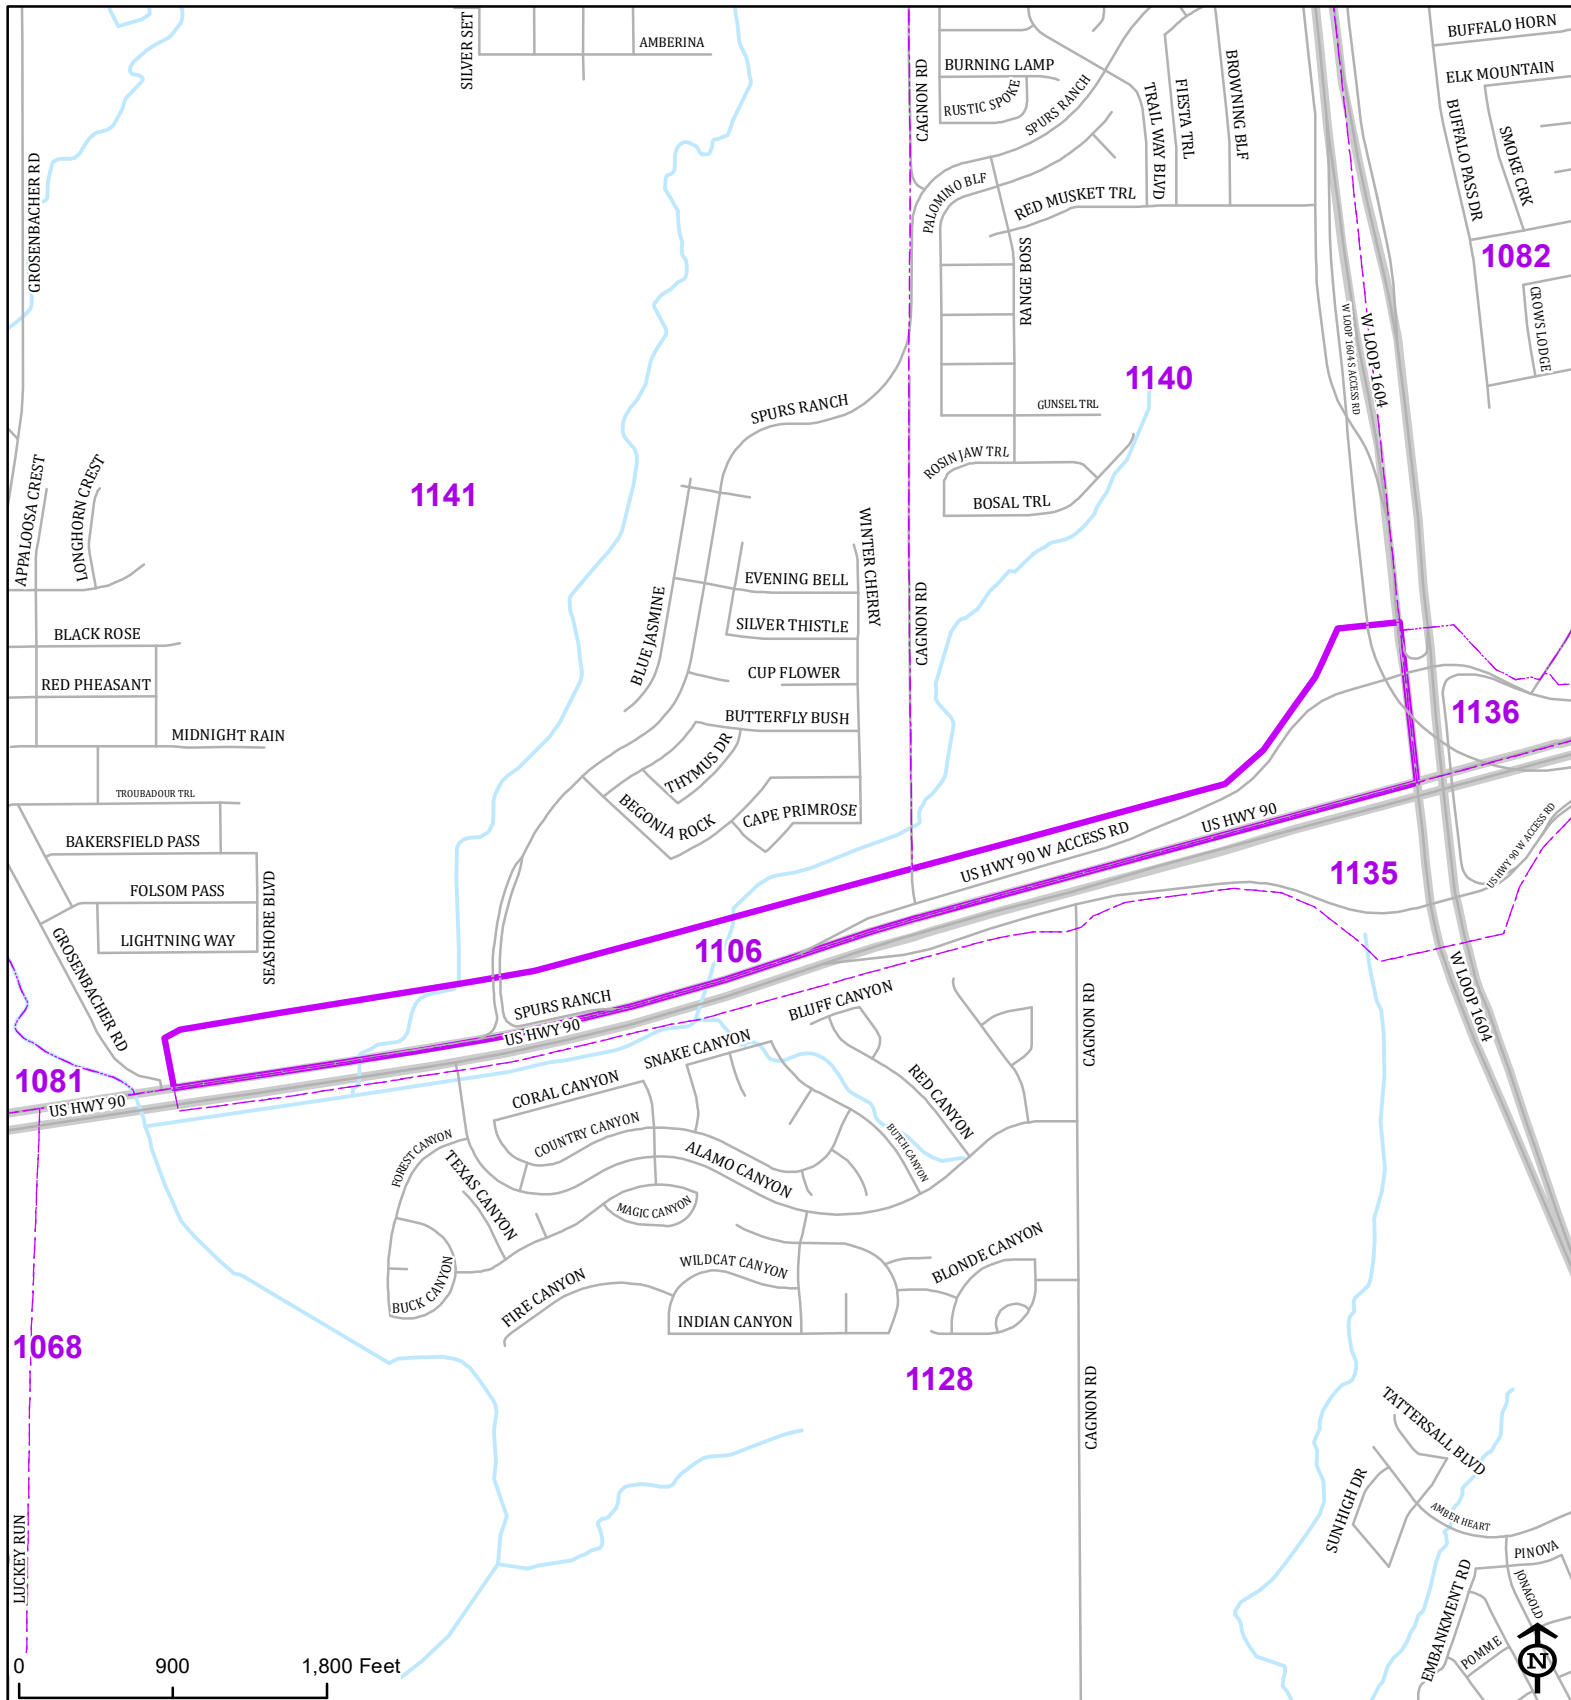 SILVER SET
AMBERINA
GROSENBACHER RD
CAGNON RD
BURNING LAMP
RUSTIC SPOKE
SPURS RANCH
TRAIL WAY BLVD
FIESTA TRL
BROWNING BLF
BUFFALO HORN
ELK MOUNTAIN
BUFFALO PASS DR
SMOKE CRK
PALOMINO BLF
RED MUSKET TRL
RANGE BOSS
1082
CROWS LODGE
W LOOP 1604 S ACCESS RD
W LOOP 1604
1140
GUNSEL TRL
SPURS RANCH
ROSIN JAW TRL
BOSAL TRL
1141
APPALOOSA CREST
LONGHORN CREST
WINTER CHERRY
EVENING BELL
BLUE JASMINE
SILVER THISTLE
CAGNON RD
CUP FLOWER
BUTTERFLY BUSH
THYMUS DR
BEGONIA ROCK
CAPE PRIMROSE
BLACK ROSE
RED PHEASANT
MIDNIGHT RAIN
TROUBADOUR TRL
BAKERSFIELD PASS
FOLSOM PASS
LIGHTNING WAY
SEASHORE BLVD
GROSENBACHER RD
1136
US HWY 90
US HWY 90 W ACCESS RD
US HWY 90 W ACCESS RD
1135
1106
SPURS RANCH
US HWY 90
W LOOP 1604
1081
US HWY 90
BLUFF CANYON
SNAKE CANYON
CORAL CANYON
COUNTRY CANYON
RED CANYON
BUTCH CANYON
CAGNON RD
FOREST CANYON
TEXAS CANYON
ALAMO CANYON
MAGIC CANYON
BUCK CANYON
FIRE CANYON
WILDCAT CANYON
BLONDE CANYON
INDIAN CANYON
1068
1128
CAGNON RD
LUCKEY RUN
TATTERSALL BLVD
SUNHIGH DR
AMBER HEART
PINOVA
JONAGOLD
EMBANKMENT RD
POMME
N
0 900 1,800 Feet